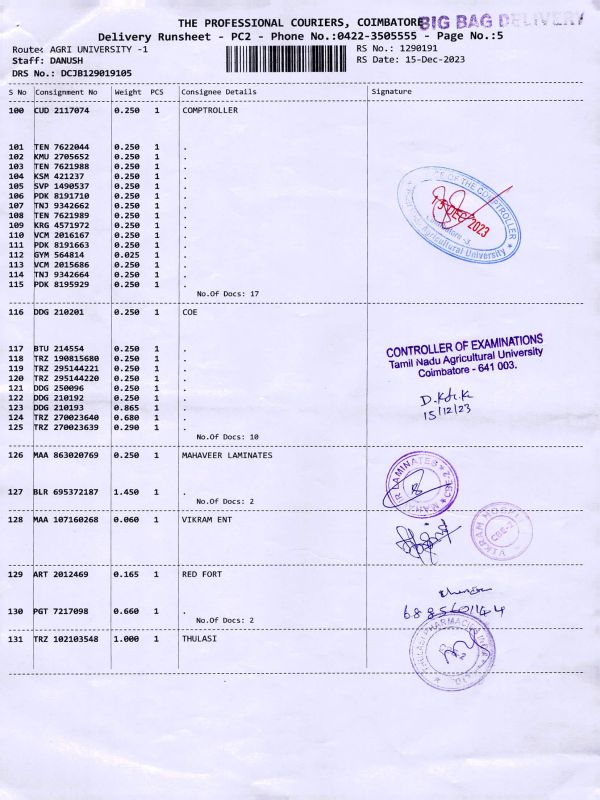 THE PROFESSIONAL COURIERS, COIMBATORE
BIG BAG DELIVERY
Delivery Runsheet - PC2 - Phone No.:0422-3505555 - Page No.:5
Route: AGRI UNIVERSITY -1
RS No.: 1290191
Staff: DANUSH
RS Date: 15-Dec-2023
DRS No.: DCJB129019105
S No Consignment No Weight PCS Consignee Details Signature
100 CUD 2117074 0.250 1 COMPTROLLER
101 TEN 7622044 0.250 1 .
102 KMU 2705652 0.250 1 .
103 TEN 7621988 0.250 1 .
104 KSM 421237 0.250 1 .
105 SVP 1490537 0.250 1 .
106 PDK 8191710 0.250 1 .
107 TNJ 9342662 0.250 1 .
108 TEN 7621989 0.250 1 .
109 KRG 4571972 0.250 1 .
110 VCM 2016167 0.250 1 .
111 PDK 8191663 0.250 1 .
112 GYM 564814 0.025 1 .
113 VCM 2015686 0.250 1 .
114 TNJ 9342664 0.250 1 .
115 PDK 8195929 0.250 1 .
No.Of Docs: 17
OFFICE OF THE COMPTROLLER
15 DEC 2023
Agricultural University
116 DDG 210201 0.250 1 COE
117 BTU 214554 0.250 1 .
118 TRZ 190815680 0.250 1 .
119 TRZ 295144221 0.250 1 .
120 TRZ 295144220 0.250 1 .
121 DDG 250096 0.250 1 .
122 DDG 210192 0.250 1 .
123 DDG 210193 0.865 1 .
124 TRZ 270023640 0.680 1 .
125 TRZ 270023639 0.290 1 .
No.Of Docs: 10
CONTROLLER OF EXAMINATIONS
Tamil Nadu Agricultural University
Coimbatore - 641 003.
15/12/23
126 MAA 863020769 0.250 1 MAHAVEER LAMINATES
127 BLR 695372187 1.450 1 .
No.Of Docs: 2
LAMINATES
128 MAA 107160268 0.060 1 VIKRAM ENT
VIKRAM
CBE-2
129 ART 2012469 0.165 1 RED FORT
130 PGT 7217098 0.660 1 .
No.Of Docs: 2
131 TRZ 102103548 1.000 1 THULASI